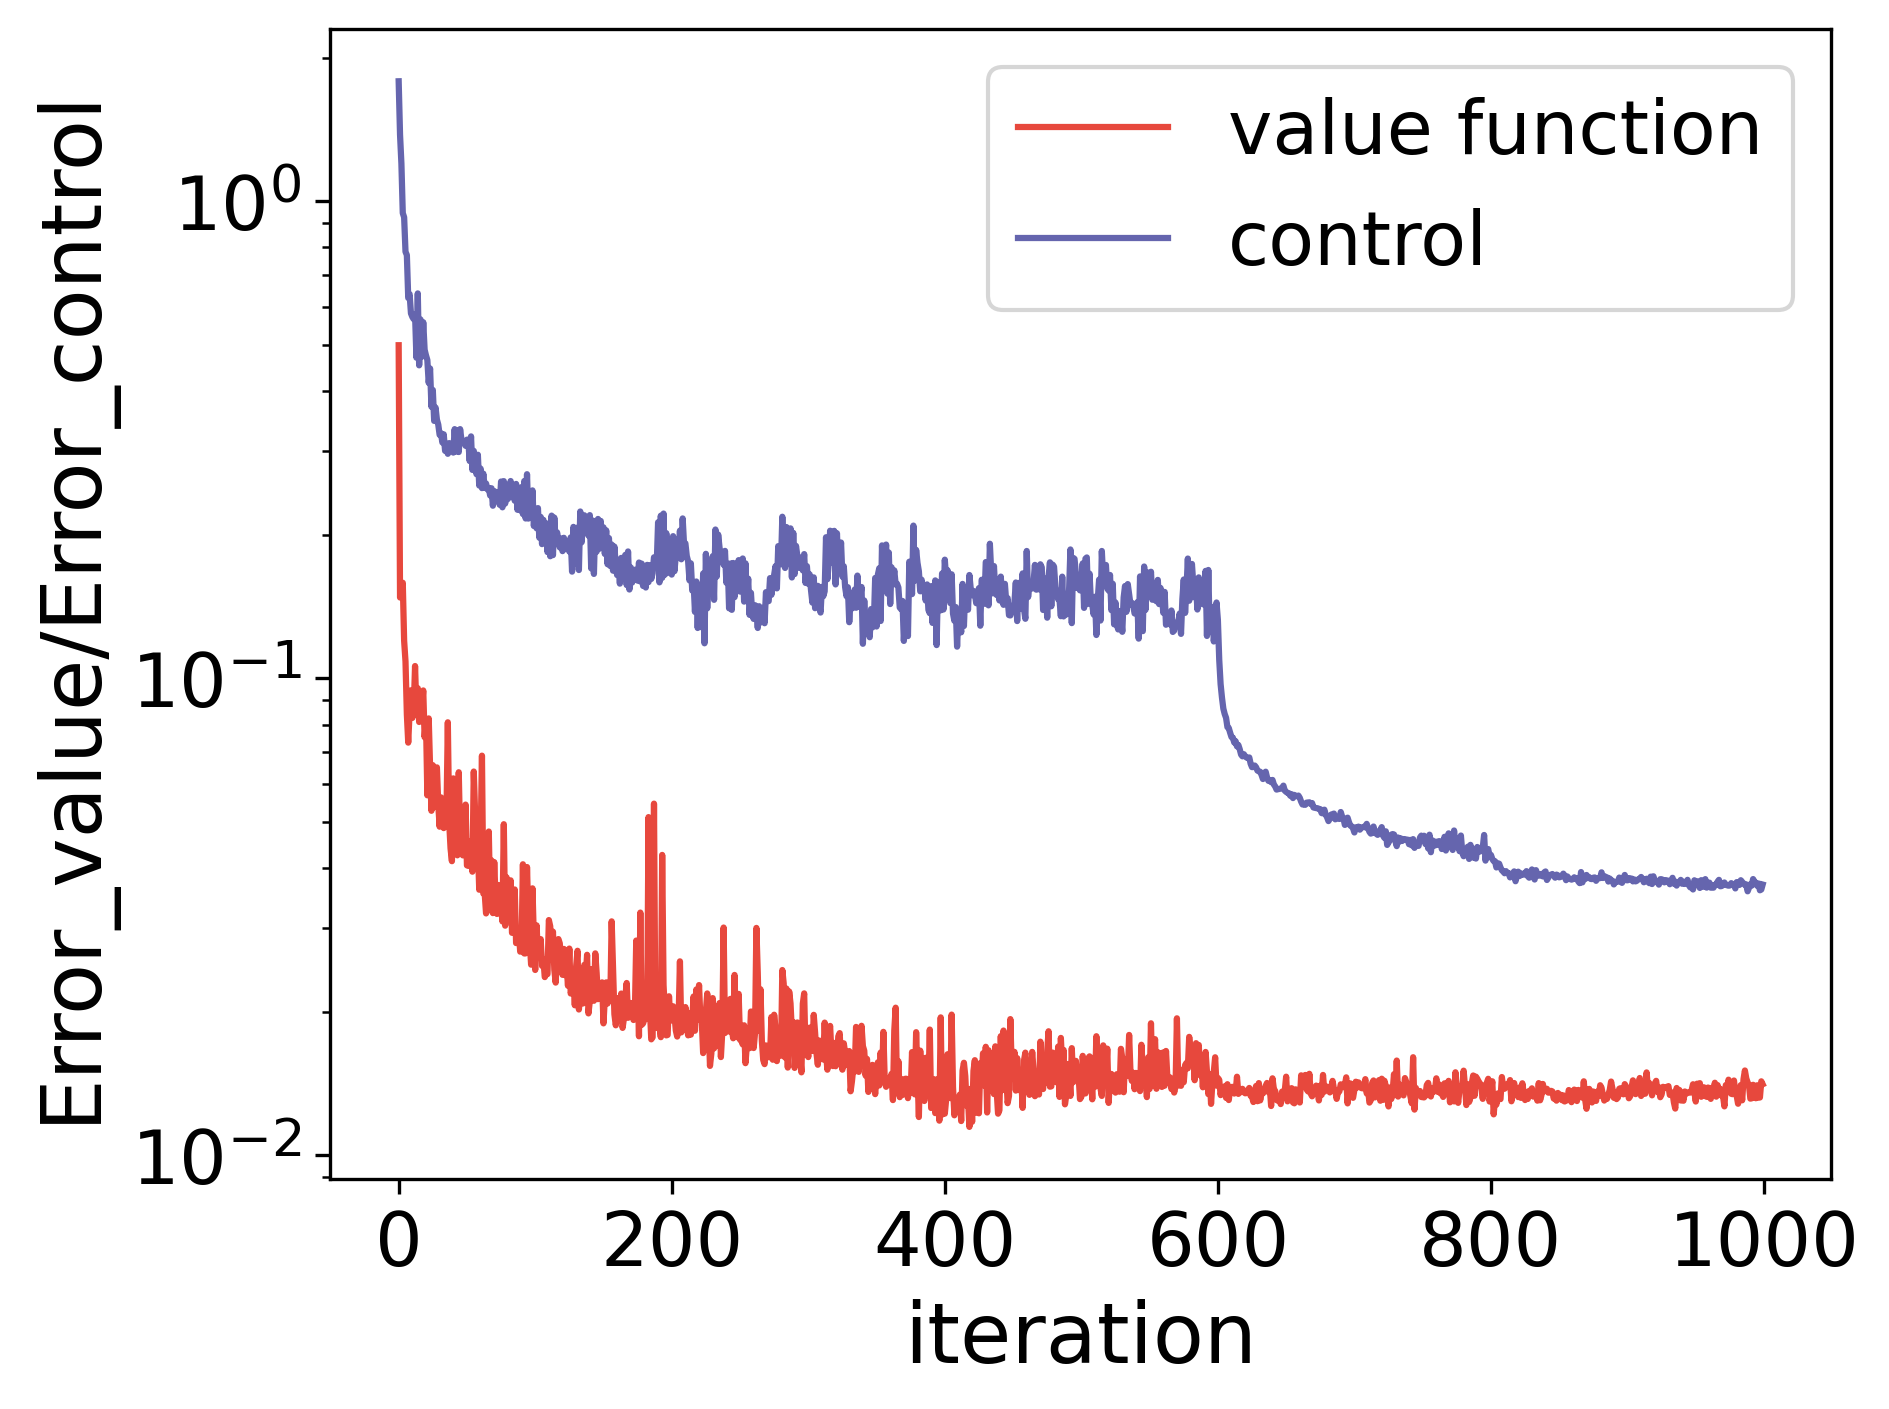 Error_value/Error_control
10⁰
10⁻¹
10⁻²
value function
control
0 200 400 600 800 1000
iteration